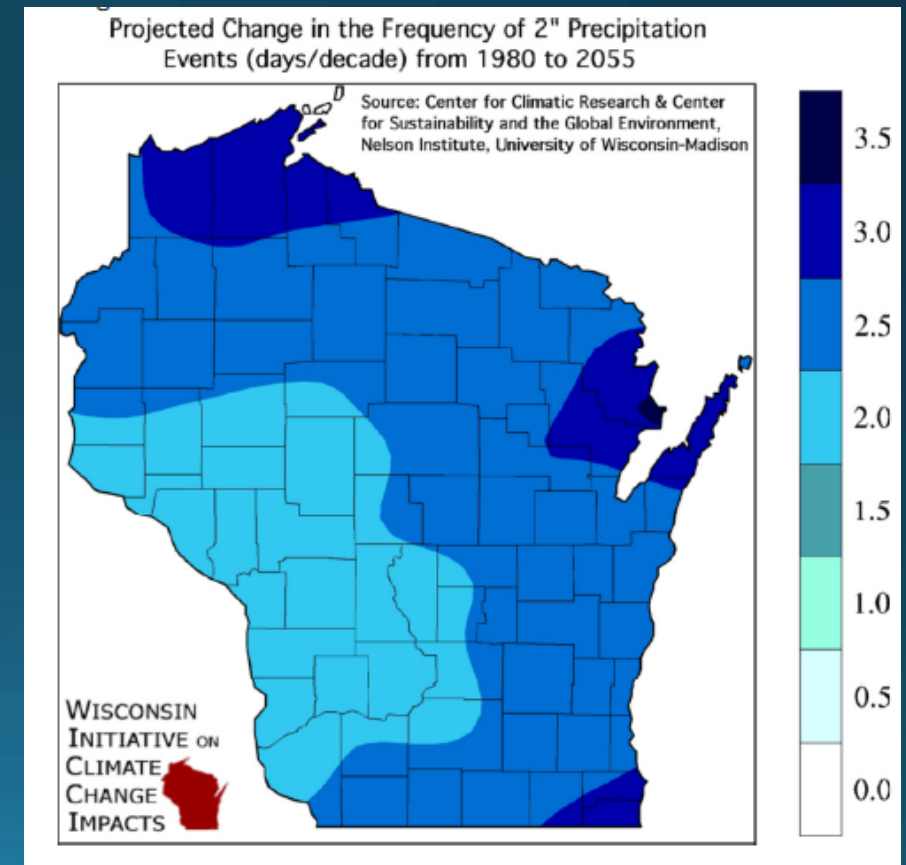 Projected Change in the Frequency of 2" Precipitation
Events (days/decade) from 1980 to 2055
Source: Center for Climatic Research & Center
for Sustainability and the Global Environment,
Nelson Institute, University of Wisconsin-Madison
3.5
3.0
2.5
2.0
1.5
1.0
0.5
0.0
WISCONSIN
INITIATIVE ON
CLIMATE
CHANGE
IMPACTS